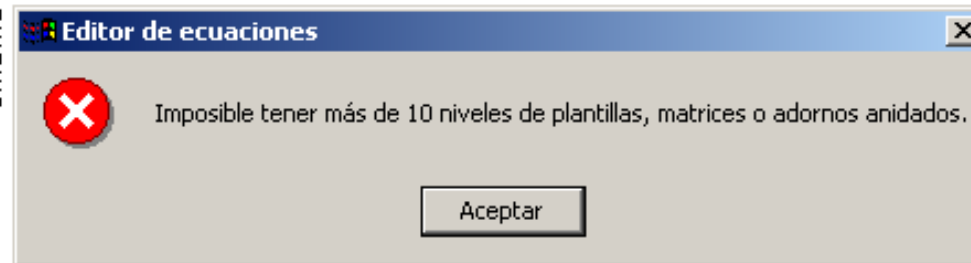 Editor de ecuaciones
Imposible tener más de 10 niveles de plantillas, matrices o adornos anidados.
Aceptar